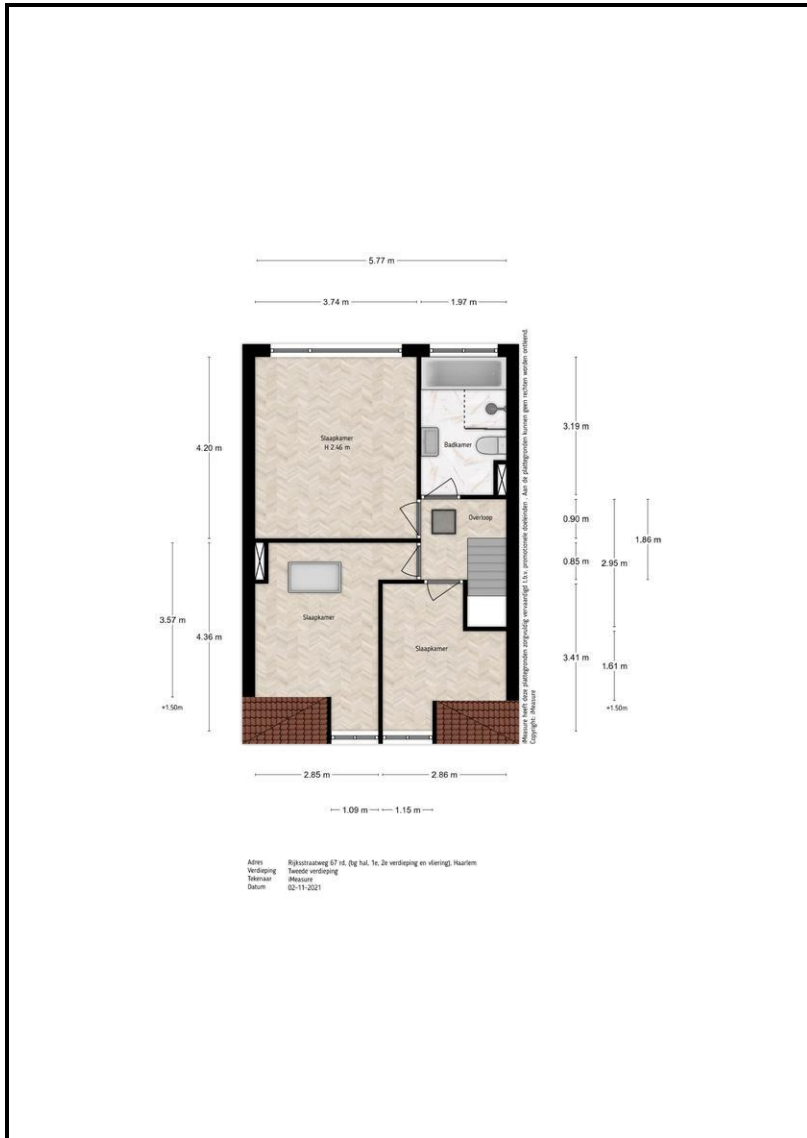 5.77 m
3.74 m
1.97 m
Slaapkamer
H 2.46 m
Badkamer
3.19 m
4.20 m
Overloop
0.90 m
1.86 m
0.85 m
2.95 m
3.57 m
4.36 m
Slaapkamer
Slaapkamer
3.41 m
1.61 m
+1.50m
+1.50m
2.85 m
2.86 m
1.09 m
1.15 m
iMeasure heeft deze plattegronden zorgvuldig vervaardigd t.b.v. promotionele doeleinden . Aan de plattegronden kunnen geen rechten worden ontleend.
Copyright: iMeasure
Adres Rijksstraatweg 67 rd, (bg hal, 1e, 2e verdieping en vliering), Haarlem
Verdieping Tweede verdieping
Tekenaar iMeasure
Datum 02-11-2021